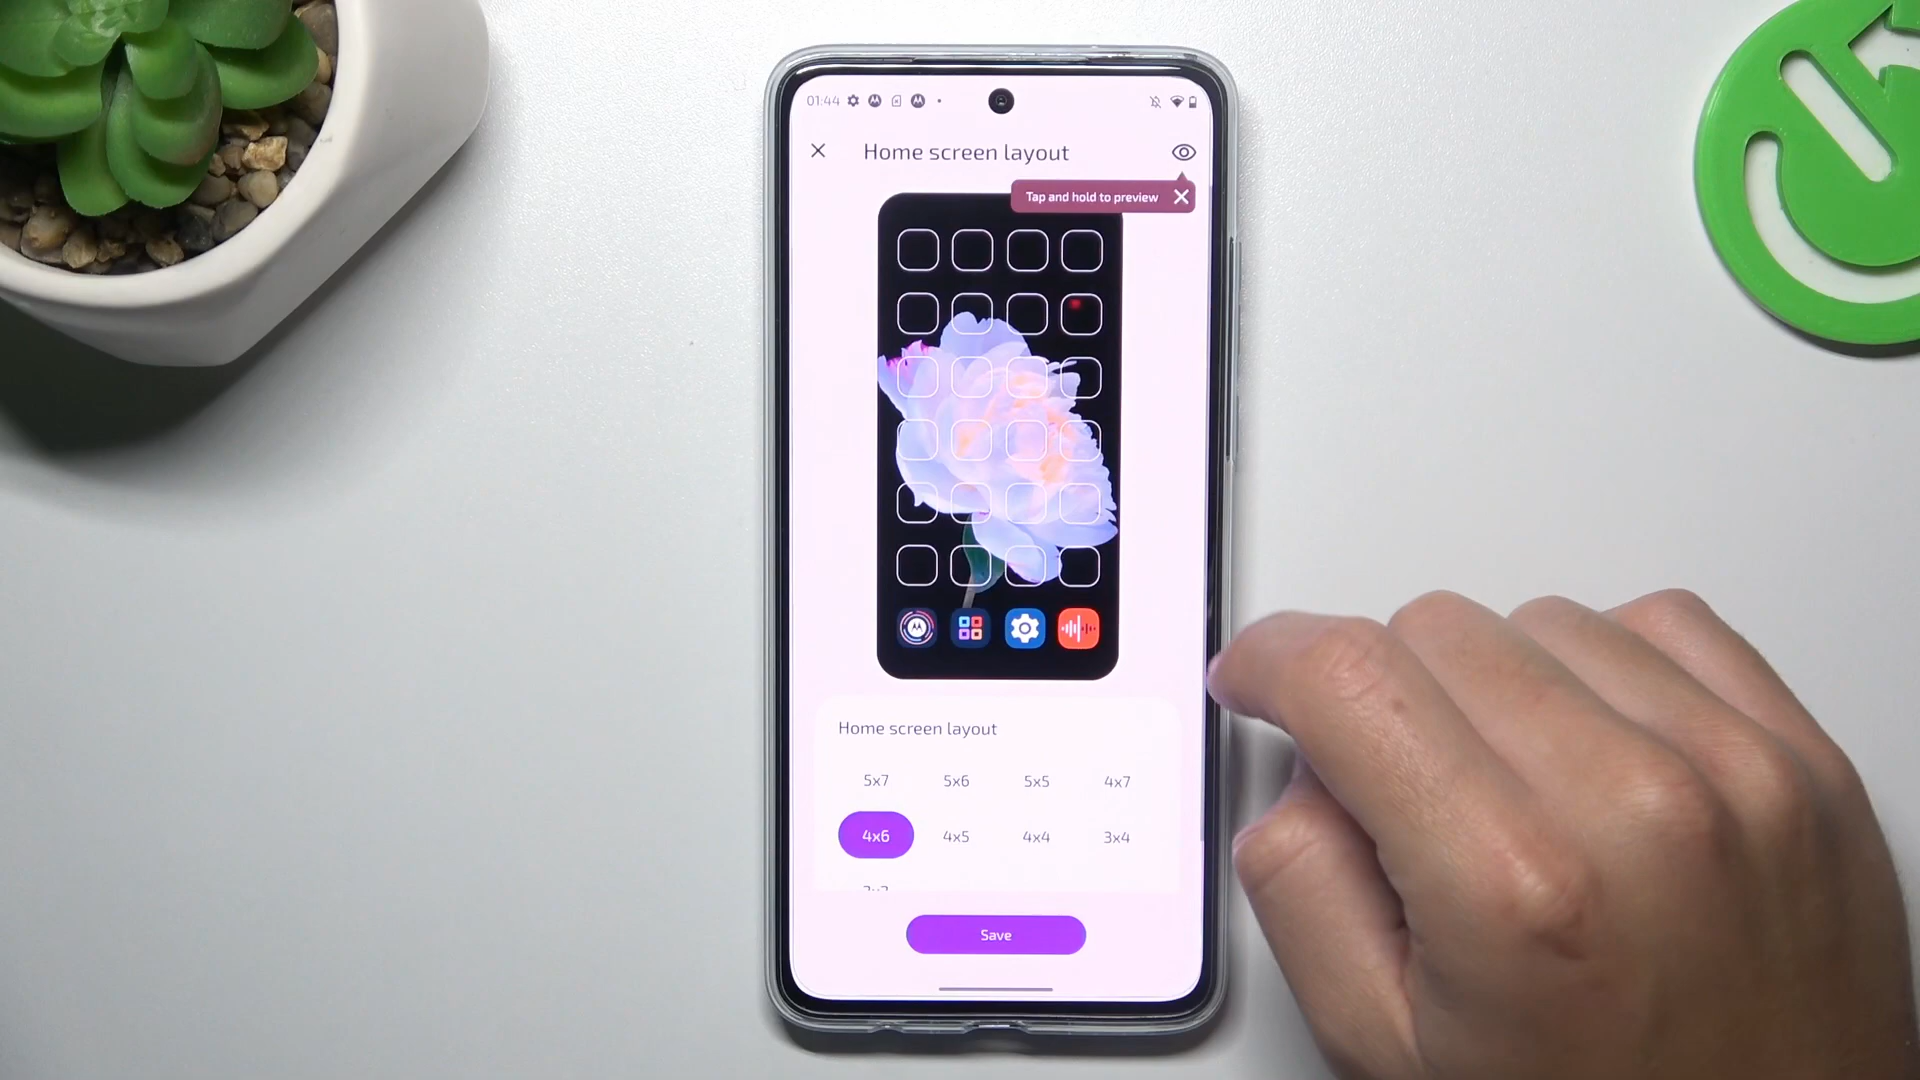 01:44
Home screen layout
Tap and hold to preview
Home screen layout
5x7 5x6 5x5 4x7
4x6 4x5 4x4 3x4
Save